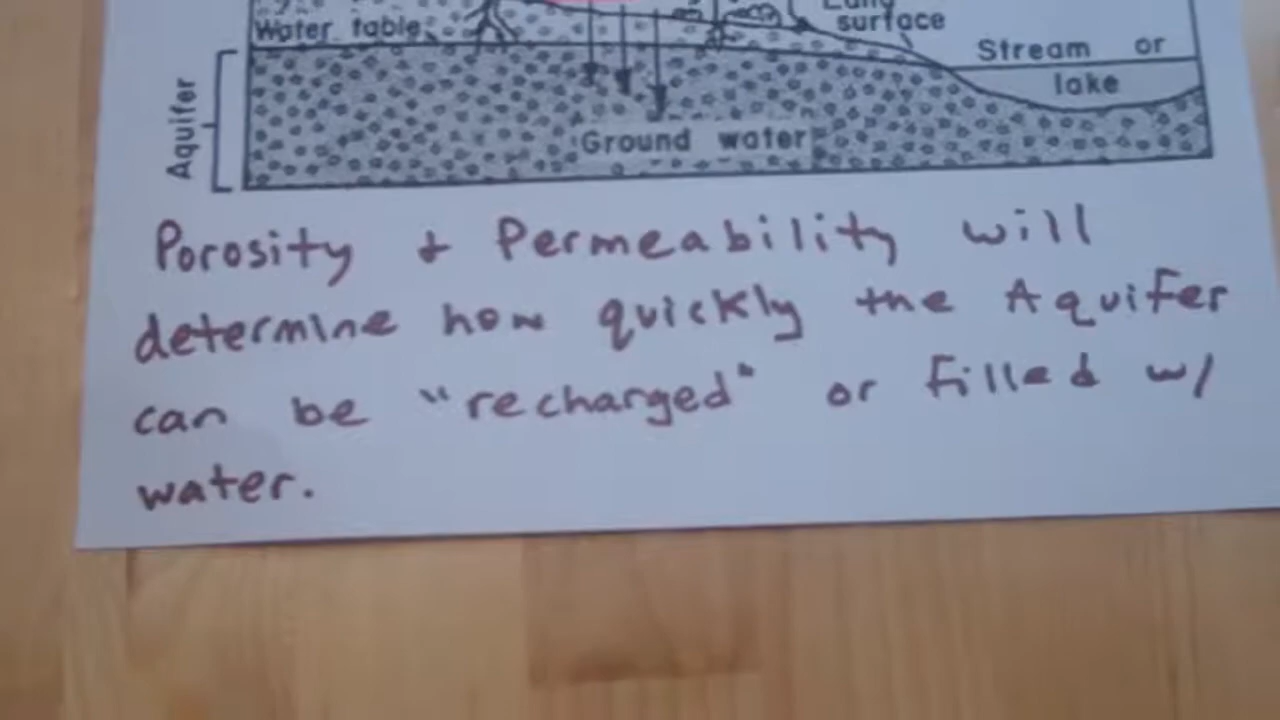 Land
surface
Water table
Stream or
lake
Aquifer
Ground water
Porosity + Permeability will
determine how quickly the Aquifer
can be "recharged" or filled w/
water.